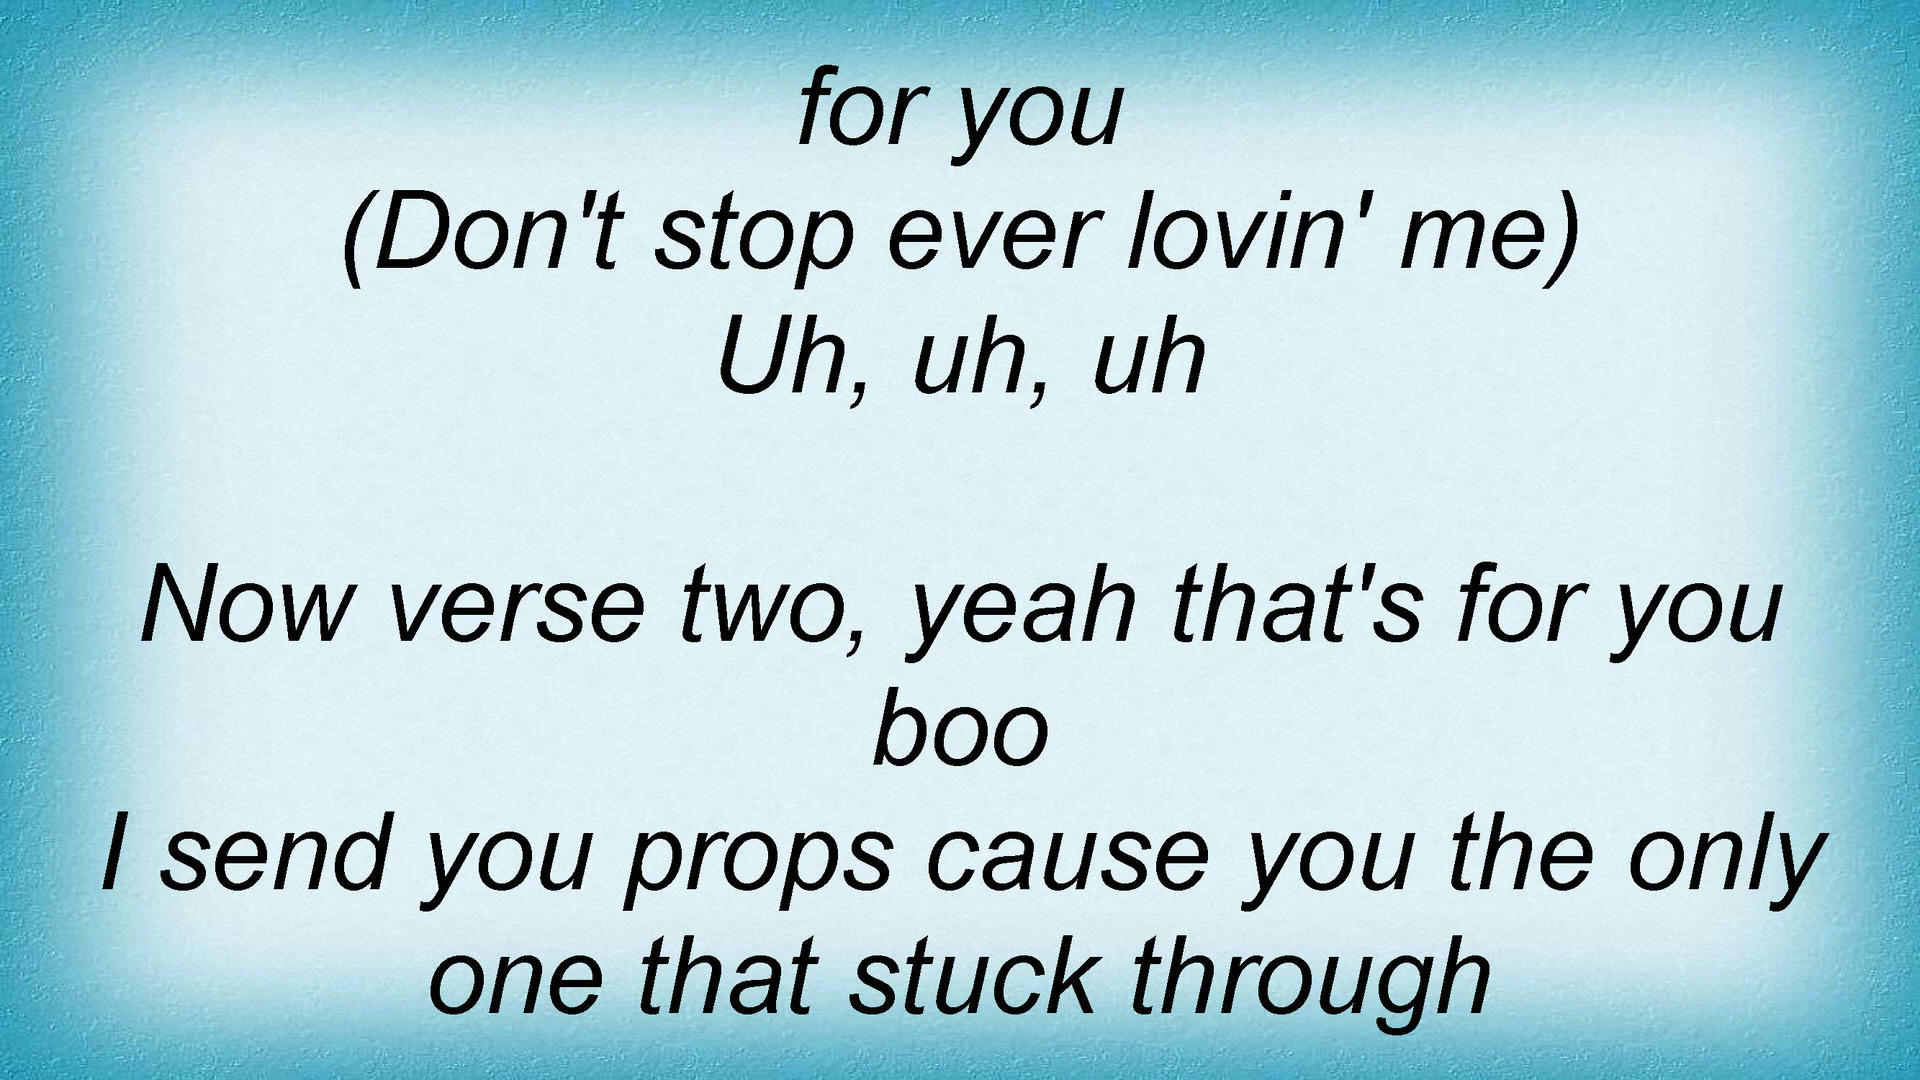 for you
(Don't stop ever lovin' me)
Uh, uh, uh
Now verse two, yeah that's for you
boo
I send you props cause you the only
one that stuck through